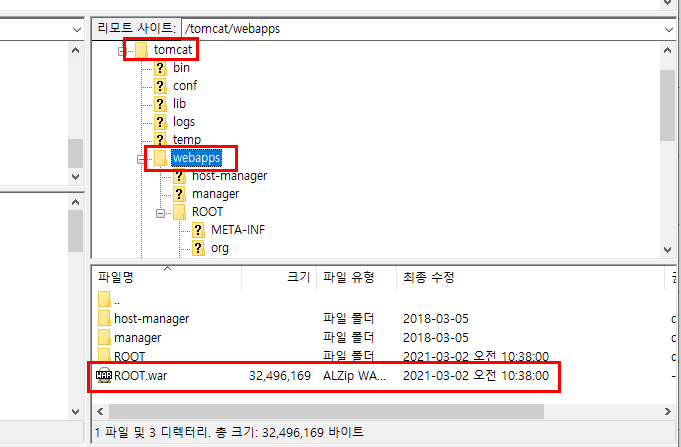 리모트 사이트: /tomcat/webapps
tomcat
bin
conf
lib
logs
temp
webapps
host-manager
manager
ROOT
META-INF
org
파일명 크기 파일 유형 최종 수정
..
host-manager 파일 폴더 2018-03-05
manager 파일 폴더 2018-03-05
ROOT 파일 폴더 2021-03-02 오전 10:38:00
ROOT.war 32,496,169 ALZip WA... 2021-03-02 오전 10:38:00
1 파일 및 3 디렉터리. 총 크기: 32,496,169 바이트